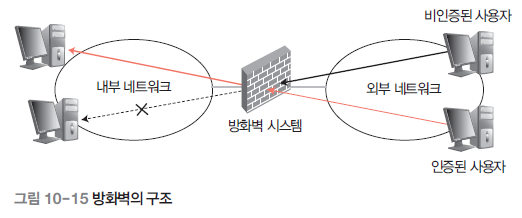 비인증된 사용자
내부 네트워크
외부 네트워크
방화벽 시스템
인증된 사용자
그림 10-15 방화벽의 구조